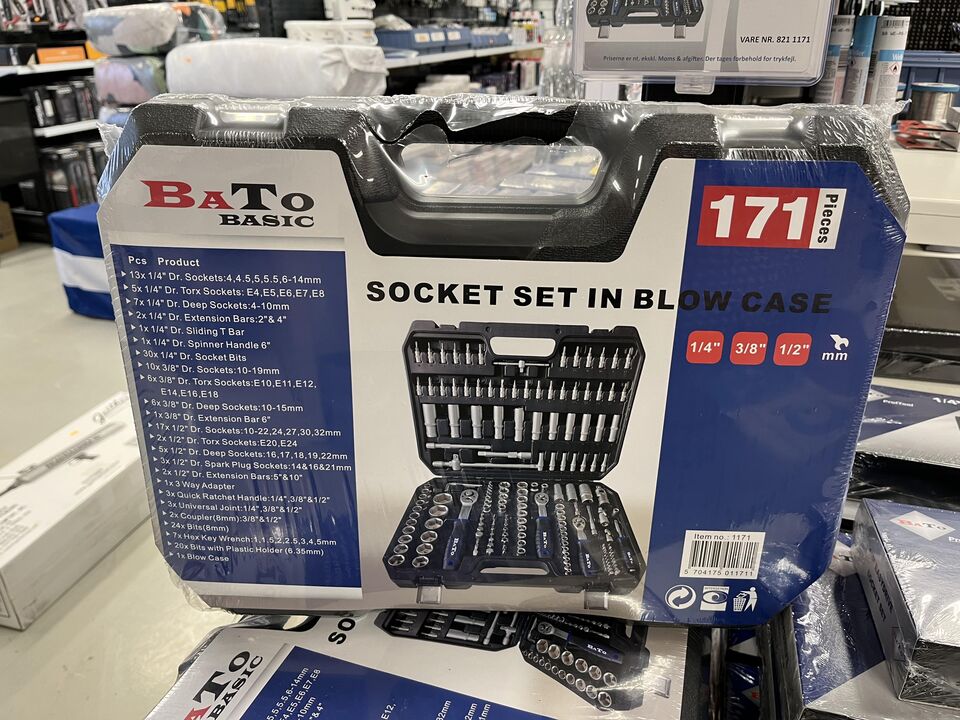 VARE NR. 821 1171
Priserne er nt. ekskl. Moms & afgifter. Der tages forbehold for trykfejl.
BATO
BASIC
171
Pieces
Pcs Product
13x 1/4" Dr. Sockets:4,4.5,5,5.5,6-14mm
5x 1/4" Dr. Torx Sockets: E4,E5,E6,E7,E8
7x 1/4" Dr. Deep Sockets:4-10mm
2x 1/4" Dr. Extension Bars:2"& 4"
1x 1/4" Dr. Sliding T Bar
1x 1/4" Dr. Spinner Handle 6"
30x 1/4" Dr. Socket Bits
10x 3/8" Dr. Sockets:10-19mm
6x 3/8" Dr. Torx Sockets:E10,E11,E12,
E14,E16,E18
6x 3/8" Dr. Deep Sockets:10-15mm
1x 3/8" Dr. Extension Bar 6"
17x 1/2" Dr. Sockets:10-22,24,27,30,32mm
2x 1/2" Dr. Torx Sockets:E20,E24
5x 1/2" Dr. Deep Sockets:16,17,18,19,22mm
3x 1/2" Dr. Spark Plug Sockets:14&16&21mm
2x 1/2" Dr. Extension Bars:5"&10"
1x 3 Way Adapter
3x Quick Ratchet Handle:1/4",3/8"&1/2"
3x Universal Joint:1/4",3/8"&1/2"
2x Coupler(8mm):3/8"&1/2"
24x Bits(8mm)
7x Hex Key Wrench:1,1.5,2,2.5,3,4,5mm
20x Bits with Plastic Holder (6.35mm)
1x Blow Case
SOCKET SET IN BLOW CASE
1/4" 3/8" 1/2" mm
BATO
Item no.: 1171
5 704175 011711
BATO
BASIC
SO
BATO